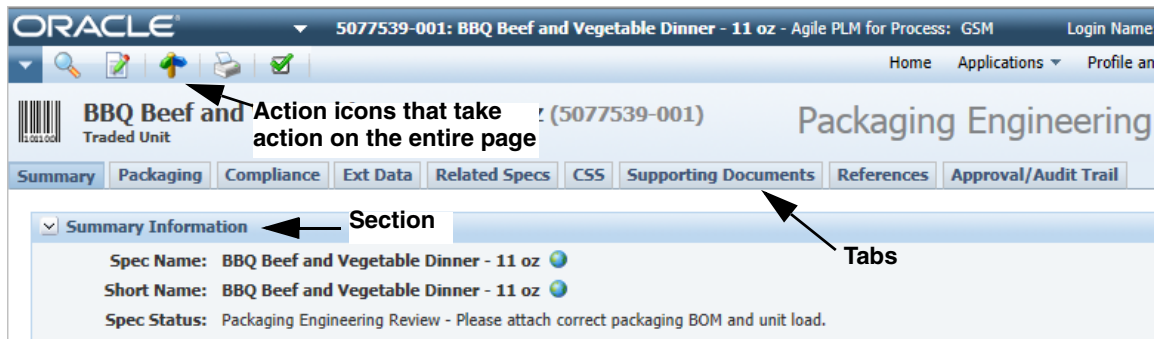 ORACLE 5077539-001: BBQ Beef and Vegetable Dinner - 11 oz - Agile PLM for Process: GSM Login Name
Home Applications Profile an
Action icons that take
action on the entire page
BBQ Beef and (5077539-001) Packaging Engineering
Traded Unit
Summary Packaging Compliance Ext Data Related Specs CSS Supporting Documents References Approval/Audit Trail
Summary Information Section
Tabs
Spec Name: BBQ Beef and Vegetable Dinner - 11 oz
Short Name: BBQ Beef and Vegetable Dinner - 11 oz
Spec Status: Packaging Engineering Review - Please attach correct packaging BOM and unit load.